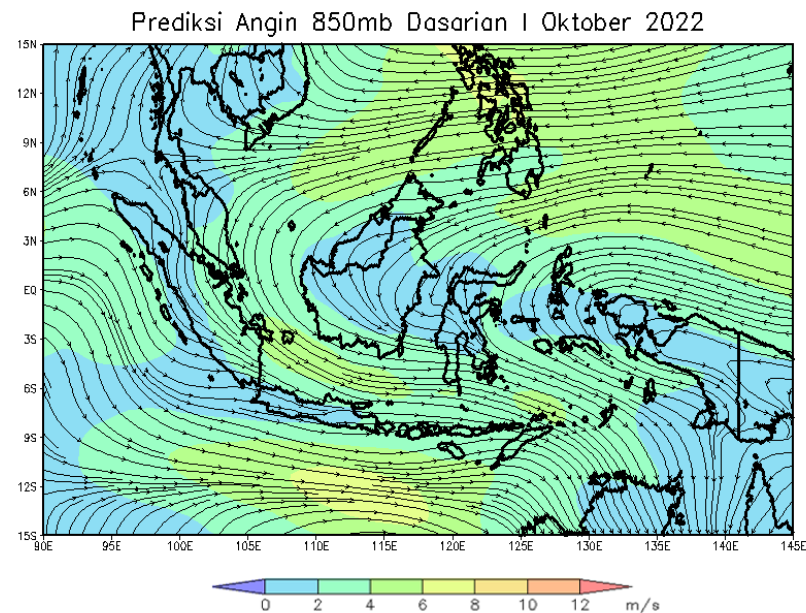 Prediksi Angin 850mb Dasarian I Oktober 2022
15N
12N
9N
6N
3N
EQ
3S
6S
9S
12S
15S
90E 95E 100E 105E 110E 115E 120E 125E 130E 135E 140E 145E
0 2 4 6 8 10 12 m/s